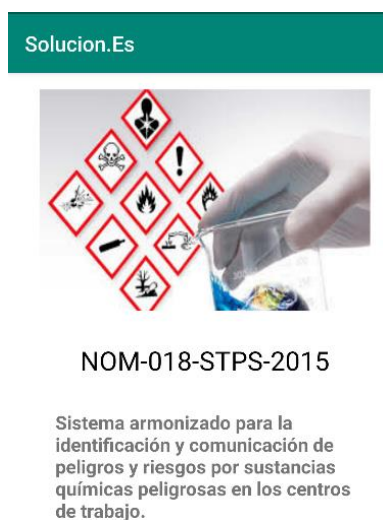 Solucion.Es
NOM-018-STPS-2015
Sistema armonizado para la
identificación y comunicación de
peligros y riesgos por sustancias
químicas peligrosas en los centros
de trabajo.